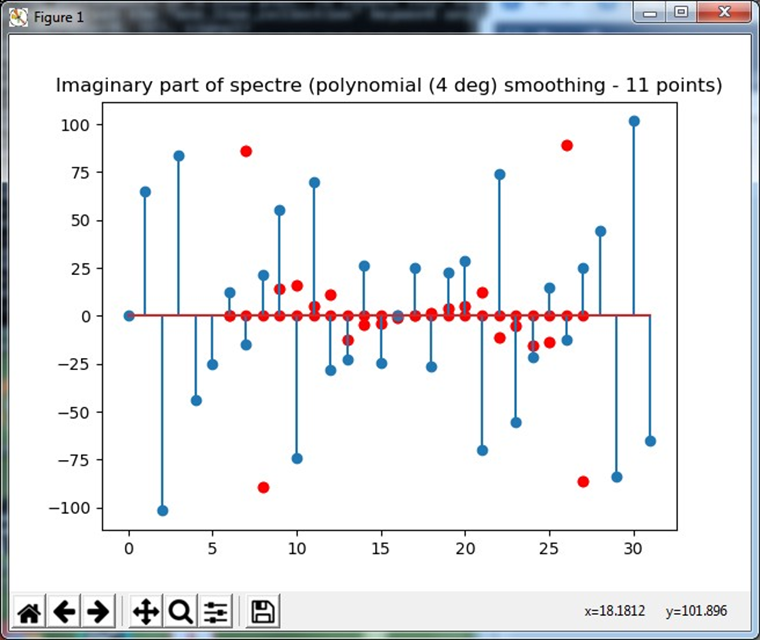 Figure 1
Imaginary part of spectre (polynomial (4 deg) smoothing - 11 points)
100
75
50
25
0
−25
−50
−75
−100
0 5 10 15 20 25 30
x=18.1812 y=101.896